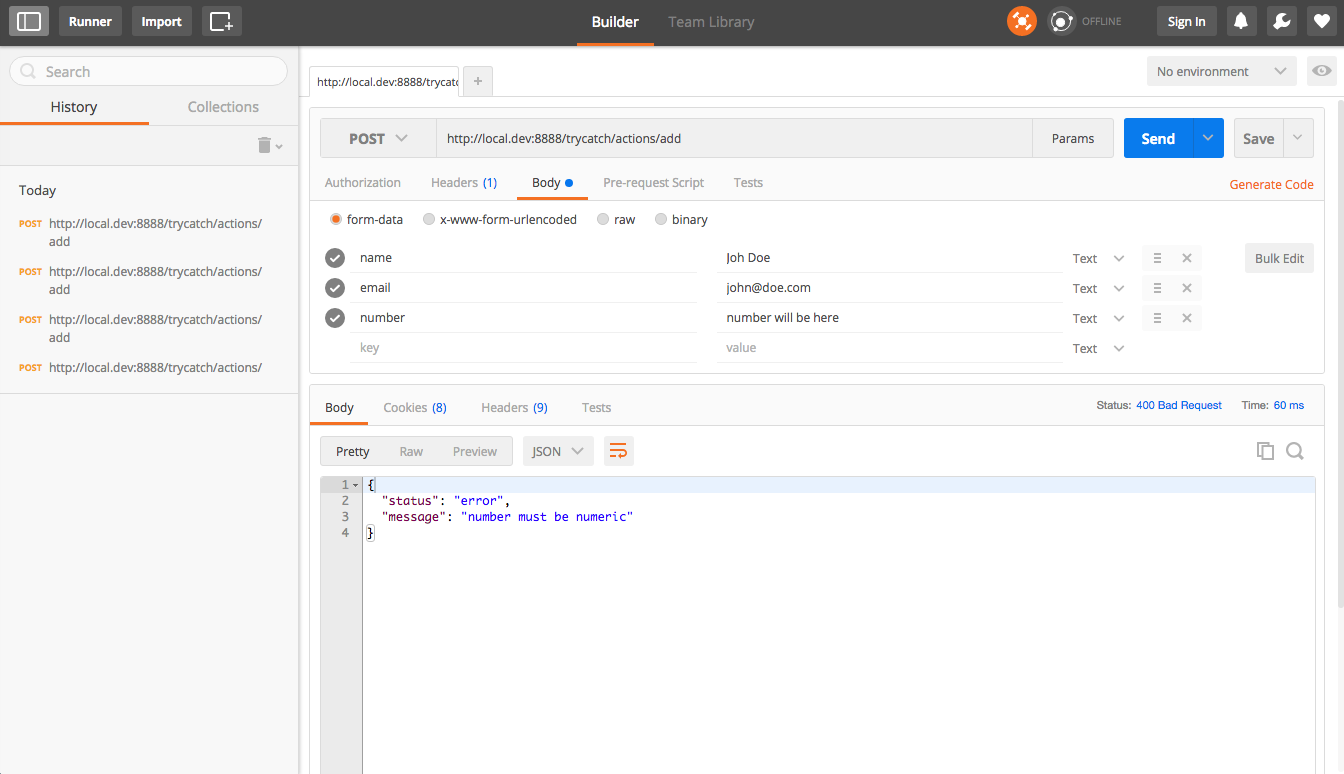 Runner Import Builder Team Library OFFLINE Sign In
Search
History Collections
Today
POST http://local.dev:8888/trycatch/actions/
add
POST http://local.dev:8888/trycatch/actions/
add
POST http://local.dev:8888/trycatch/actions/
add
POST http://local.dev:8888/trycatch/actions/
http://local.dev:8888/trycatc + No environment
POST http://local.dev:8888/trycatch/actions/add Params Send Save
Authorization Headers (1) Body Pre-request Script Tests Generate Code
form-data x-www-form-urlencoded raw binary
name Joh Doe Text Bulk Edit
email john@doe.com Text
number number will be here Text
key value Text
Body Cookies (8) Headers (9) Tests Status: 400 Bad Request Time: 60 ms
Pretty Raw Preview JSON
1 {
2 "status": "error",
3 "message": "number must be numeric"
4 }